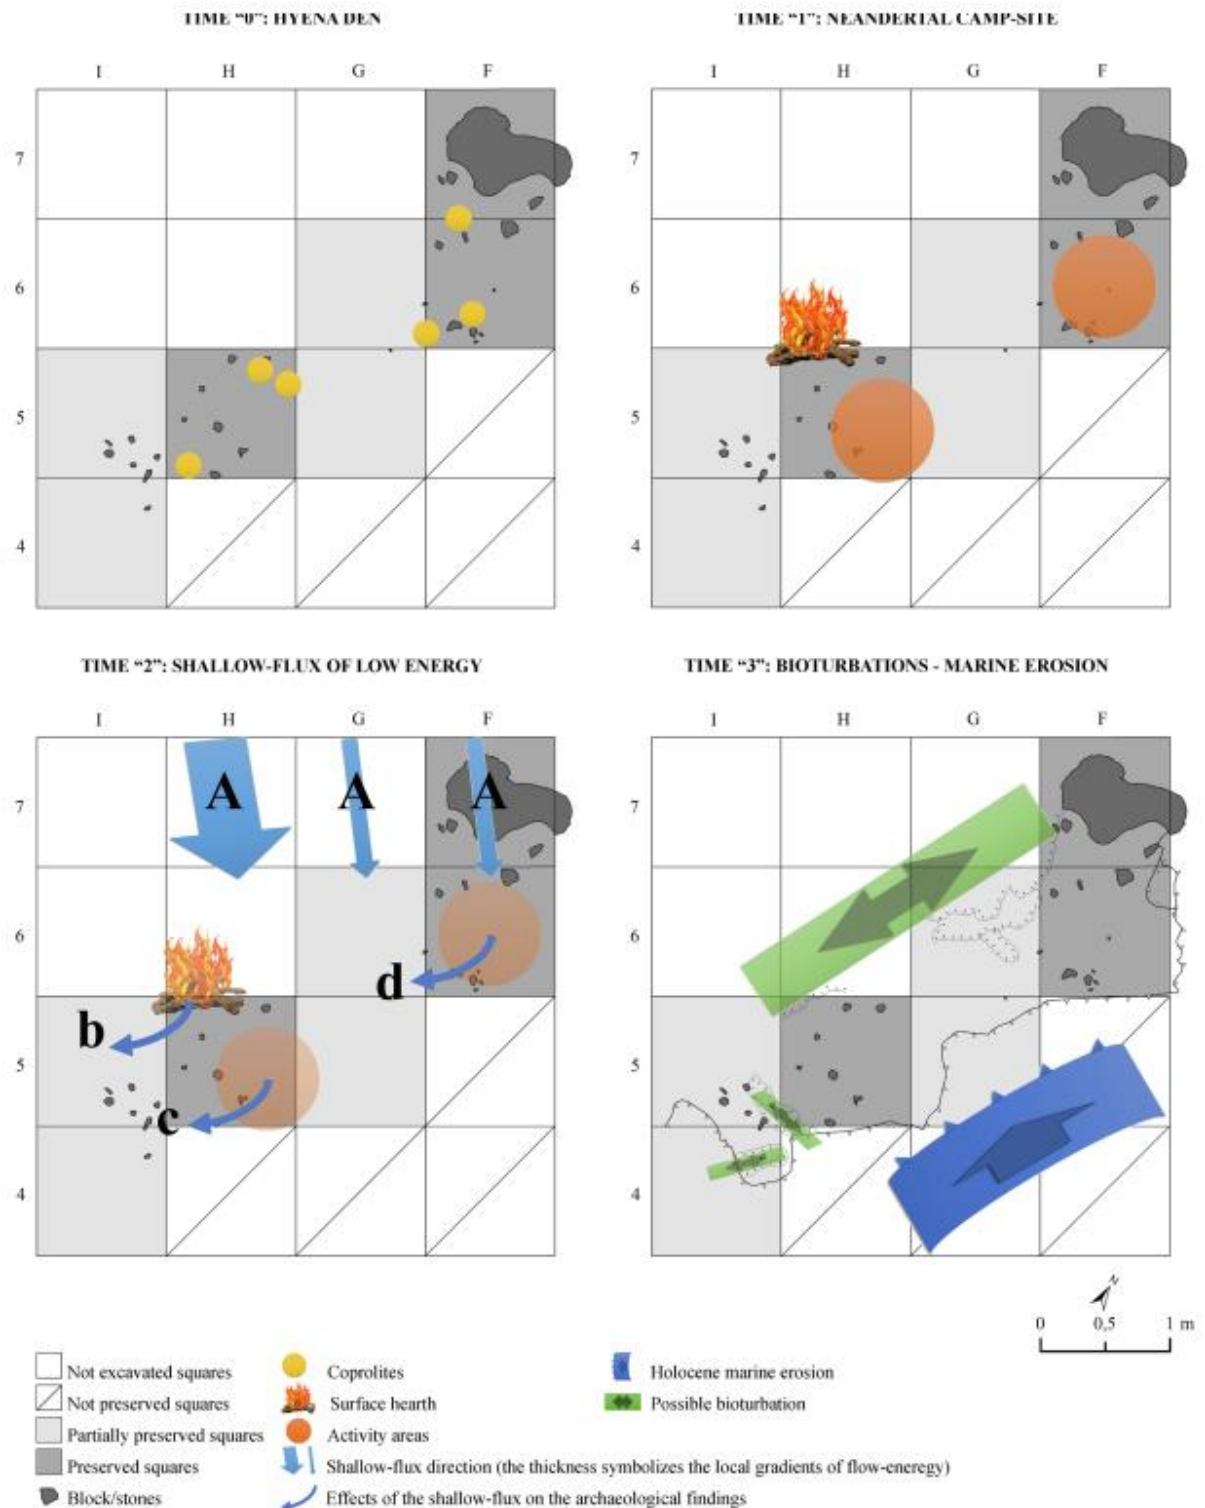 TIME “0”: HYENA DEN
TIME “1”: NEANDERTAL CAMP-SITE
I H G F
I H G F
7
7
6
6
5
5
4
4
TIME “2”: SHALLOW-FLUX OF LOW ENERGY
TIME “3”: BIOTURBATIONS - MARINE EROSION
I H G F
I H G F
A A A
7
7
6
6
d
b
5
5
c
4
4
N
0 0,5 1 m
Not excavated squares
Coprolites
Holocene marine erosion
Not preserved squares
Surface hearth
Possible bioturbation
Partially preserved squares
Activity areas
Preserved squares
Shallow-flux direction (the thickness symbolizes the local gradients of flow-eneregy)
Block/stones
Effects of the shallow-flux on the archaeological findings